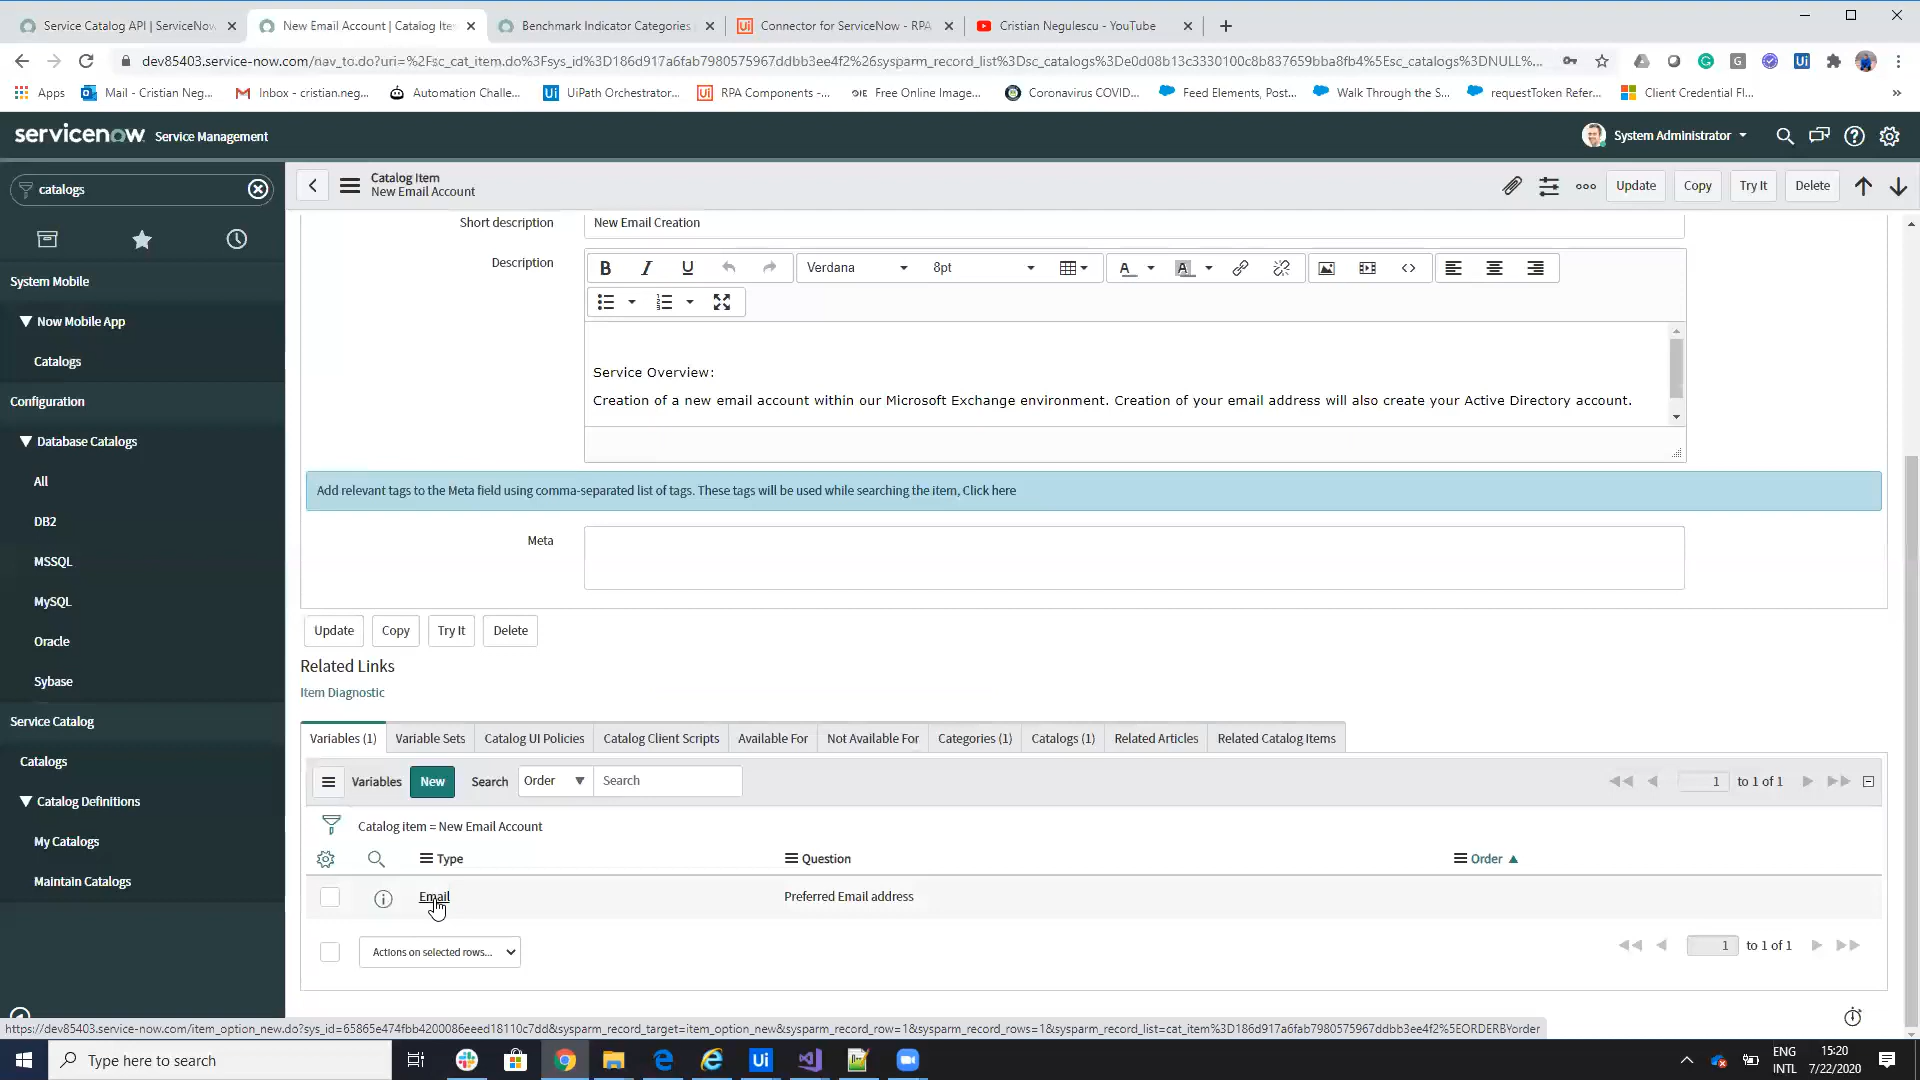 Service Catalog API | ServiceNow
New Email Account | Catalog Ite
Benchmark Indicator Categories a
Connector for ServiceNow - RPA
Cristian Negulescu - YouTube
dev85403.service-now.com/nav_to.do?uri=%2Fsc_cat_item.do%3Fsys_id%3D186d917a6fab7980575967ddbb3ee4f2%26sysparm_record_list%3Dsc_catalogs%3De0d08b13c3330100c8b837659bba8fb4%5Esc_catalogs%3DNULL%...
Apps
Mail - Cristian Neg...
Inbox - cristian.neg...
Automation Challe...
UiPath Orchestrator...
RPA Components -...
Free Online Image...
Coronavirus COVID...
Feed Elements, Post...
Walk Through the S...
requestToken Refer...
Client Credential Fl...
servicenow Service Management
System Administrator
catalogs
Catalog Item
New Email Account
Update
Copy
Try It
Delete
System Mobile
Now Mobile App
Catalogs
Configuration
Database Catalogs
All
DB2
MSSQL
MySQL
Oracle
Sybase
Service Catalog
Catalogs
Catalog Definitions
My Catalogs
Maintain Catalogs
Short description
New Email Creation
Description
B I U
Verdana
8pt
A
A
Service Overview:
Creation of a new email account within our Microsoft Exchange environment. Creation of your email address will also create your Active Directory account.
Add relevant tags to the Meta field using comma-separated list of tags. These tags will be used while searching the item, Click here
Meta
Update
Copy
Try It
Delete
Related Links
Item Diagnostic
Variables (1)
Variable Sets
Catalog UI Policies
Catalog Client Scripts
Available For
Not Available For
Categories (1)
Catalogs (1)
Related Articles
Related Catalog Items
Variables
New
Search
Order
Search
1 to 1 of 1
Catalog item = New Email Account
Type
Question
Order
Email
Preferred Email address
Actions on selected rows...
1 to 1 of 1
https://dev85403.service-now.com/item_option_new.do?sys_id=65865e474fbb4200086eeed18110c7dd&sysparm_record_target=item_option_new&sysparm_record_row=1&sysparm_record_rows=1&sysparm_record_list=cat_item%3D186d917a6fab7980575967ddbb3ee4f2%5EORDERBYorder
Type here to search
ENG
INTL
15:20
7/22/2020